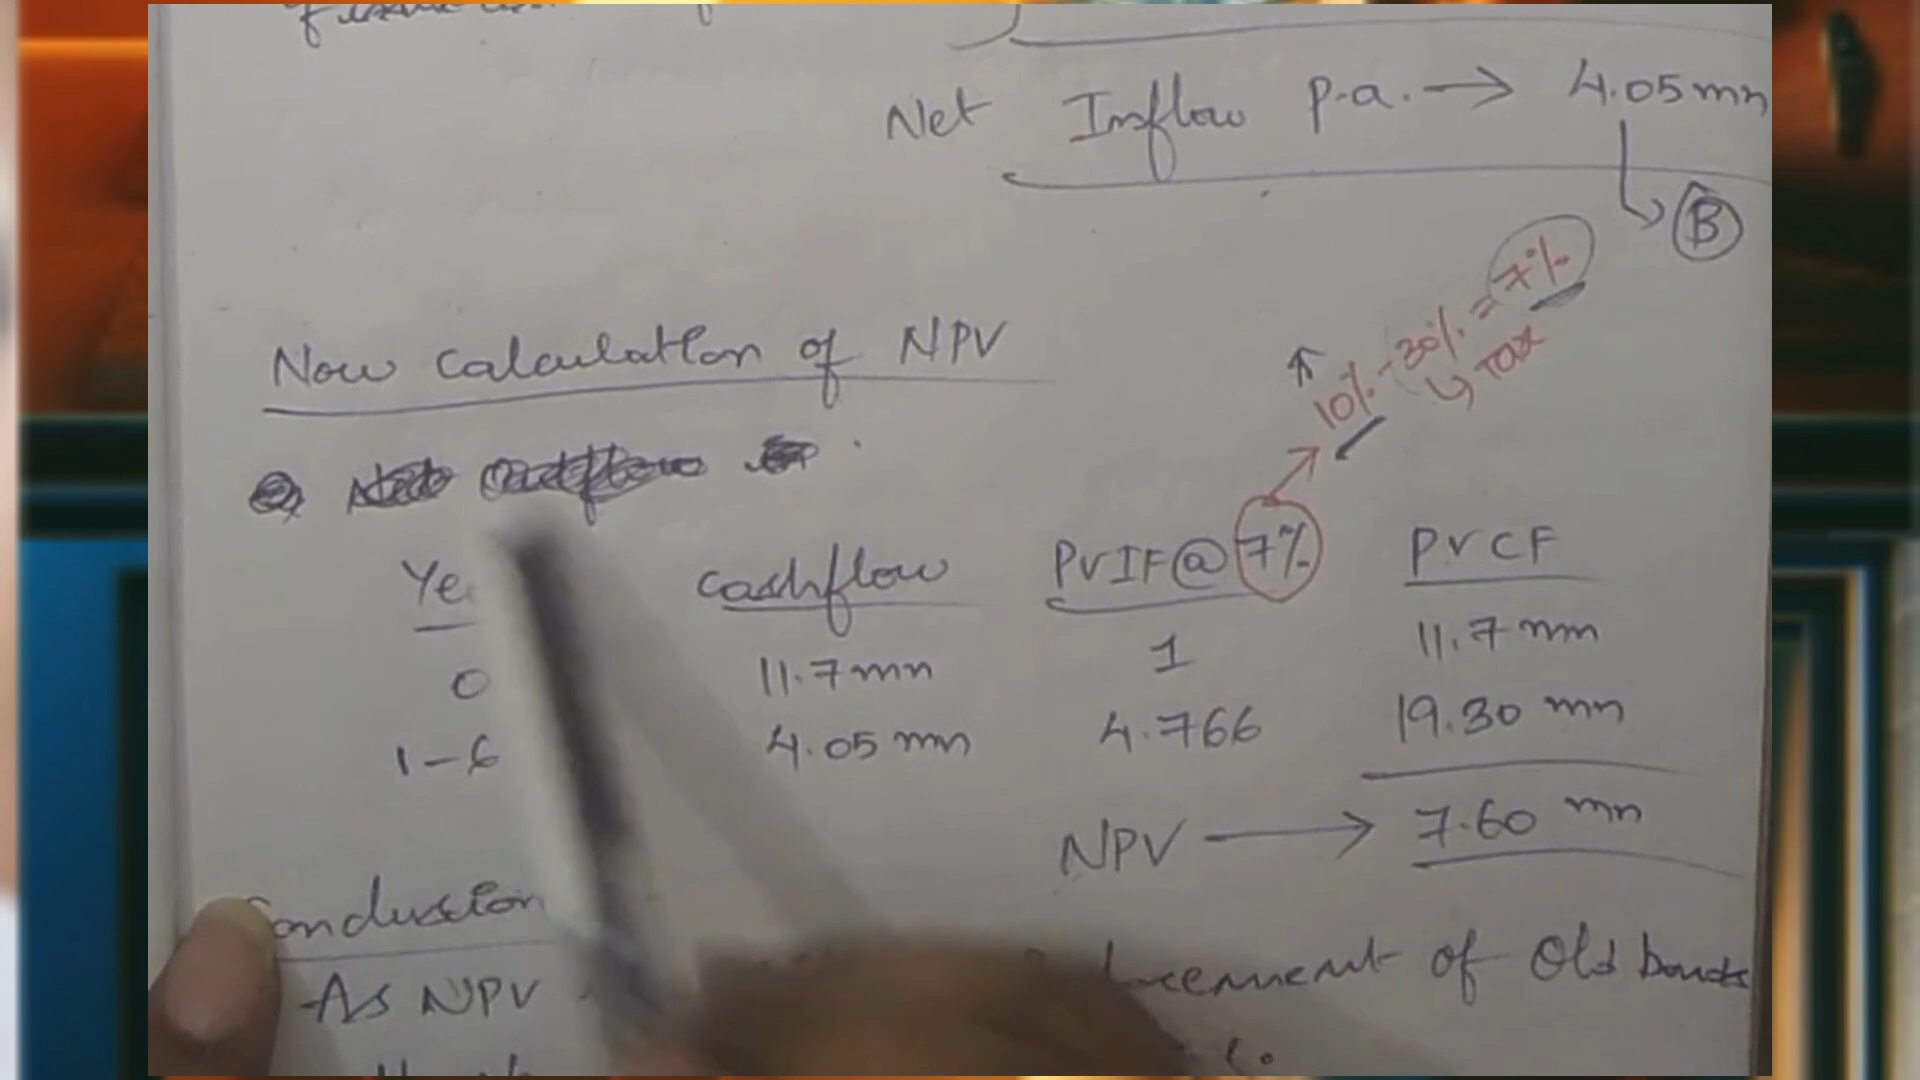 Net Inflow p.a. → 4.05 mn
B
10% - 30% = 7%
↳ Tax
Now Calculation of NPV
Cashflow PVIF@7% PVCF
0 11.7mn 1 11.7 mn
1-6 4.05 mn 4.766 19.30 mn
NPV → 7.60 mn
Conclusion
As NPV of Old bonds